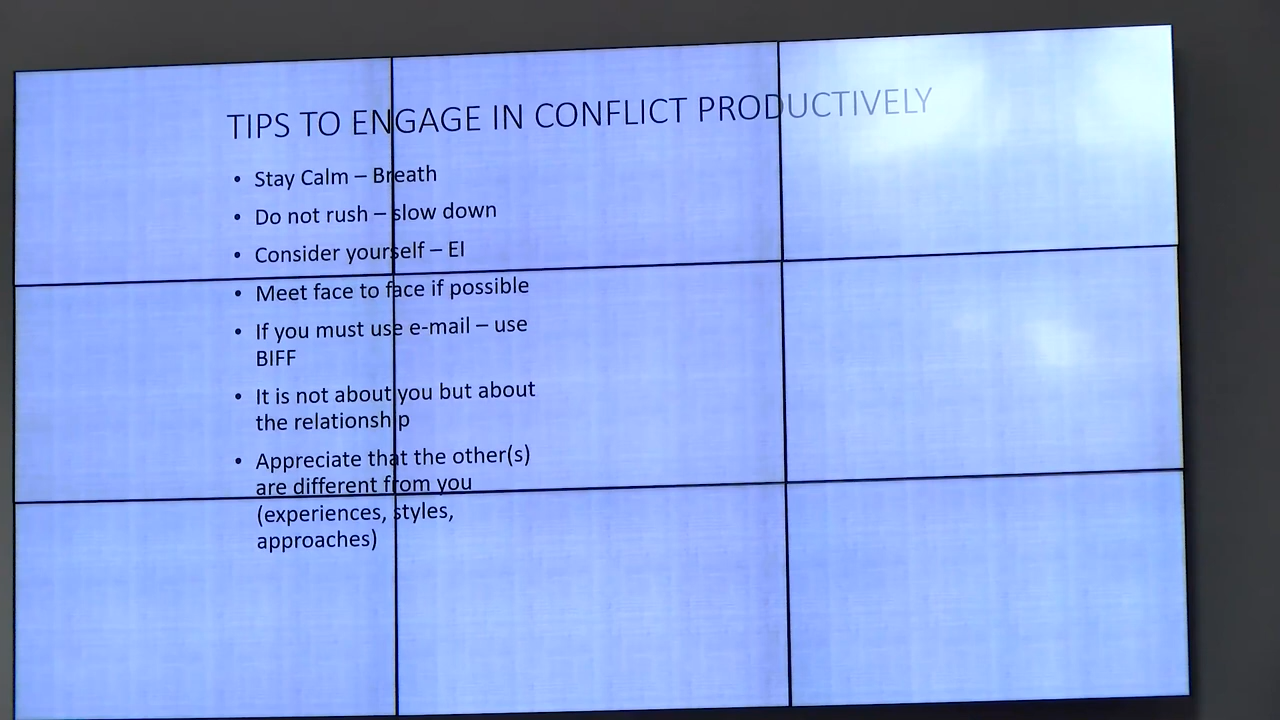 TIPS TO ENGAGE IN CONFLICT PRODUCTIVELY
• Stay Calm – Breath
• Do not rush – slow down
• Consider yourself – EI
• Meet face to face if possible
• If you must use e-mail – use
BIFF
• It is not about you but about
the relationship
• Appreciate that the other(s)
are different from you
(experiences, styles,
approaches)